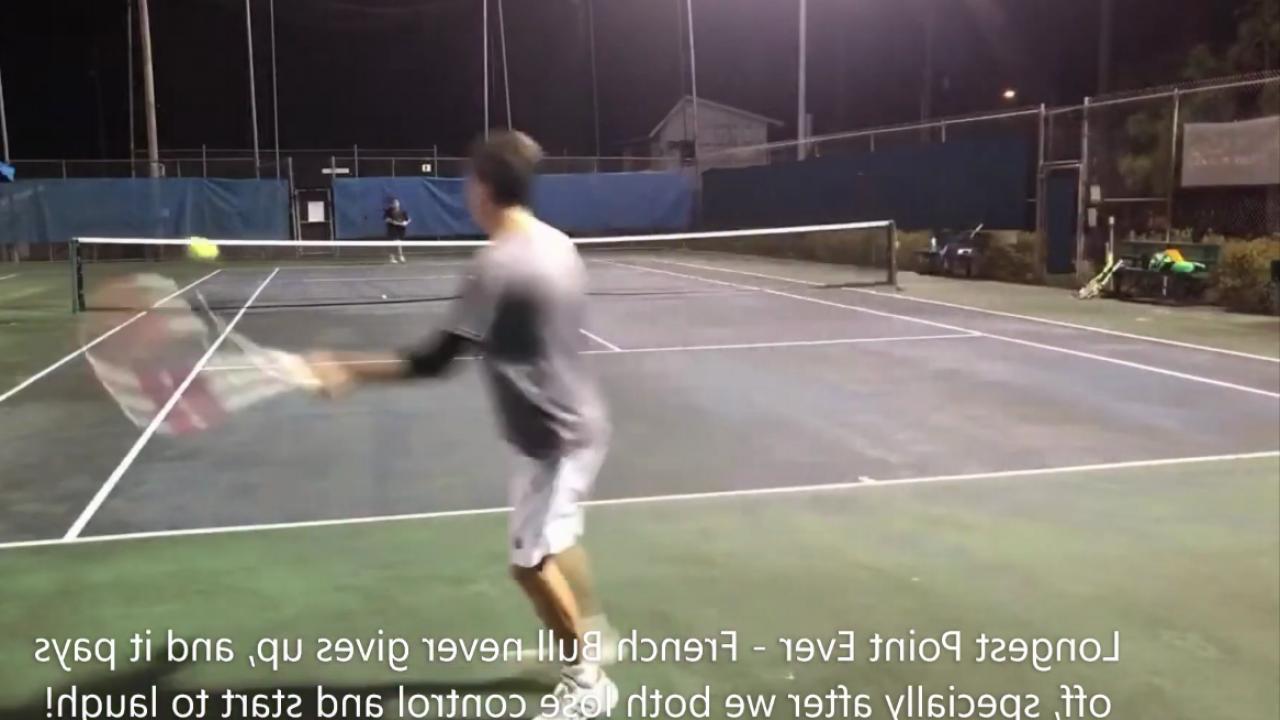 Longest Point Ever - French Bull never gives up, and it pays
off, specially after we both lose control and start to laugh!